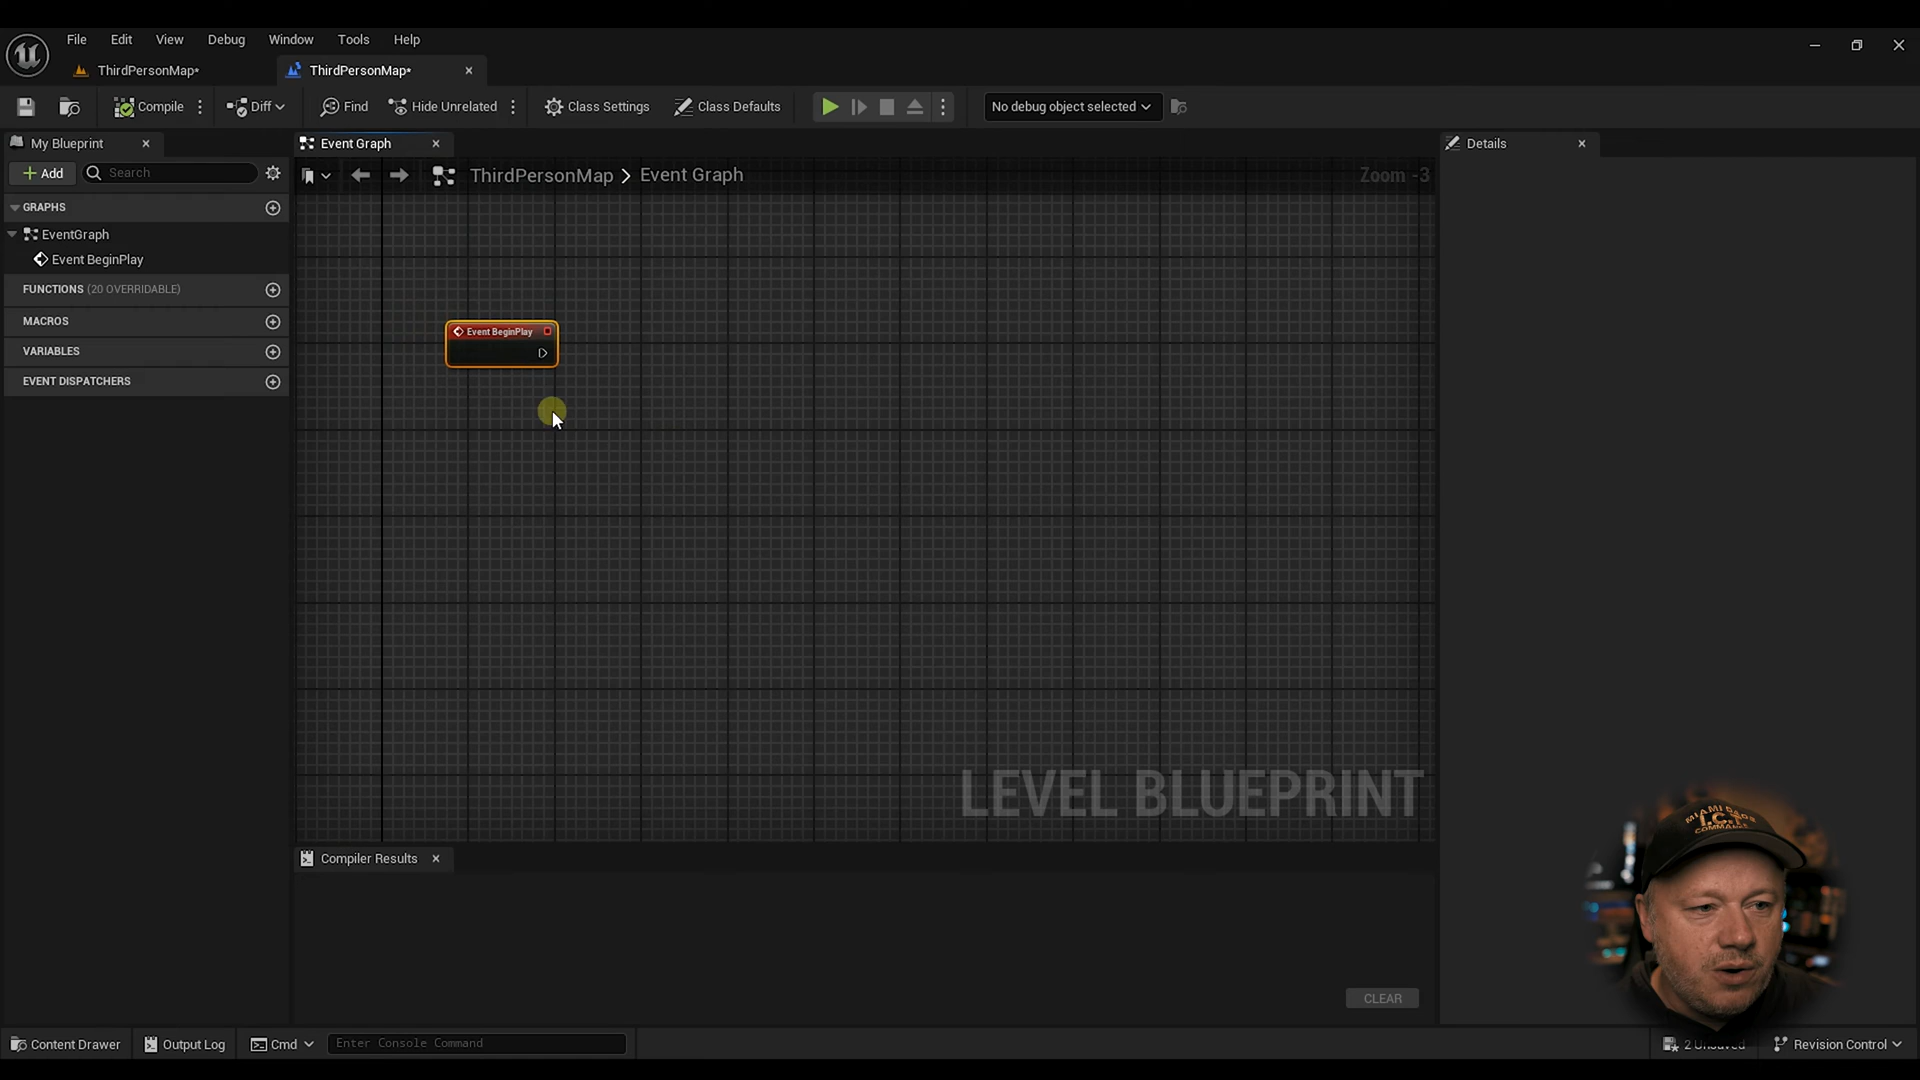 File Edit View Debug Window Tools Help
ThirdPersonMap*
ThirdPersonMap*
Compile
Diff
Find
Hide Unrelated
Class Settings
Class Defaults
No debug object selected
My Blueprint
Event Graph
Details
Add
Search
ThirdPersonMap > Event Graph
Zoom -3
GRAPHS
EventGraph
Event BeginPlay
FUNCTIONS (20 OVERRIDABLE)
MACROS
VARIABLES
EVENT DISPATCHERS
Event BeginPlay
LEVEL BLUEPRINT
Compiler Results
MIAMI DADE
I.C.T
COMMAND
CLEAR
Content Drawer
Output Log
Cmd
Enter Console Command
2 Unsaved
Revision Control